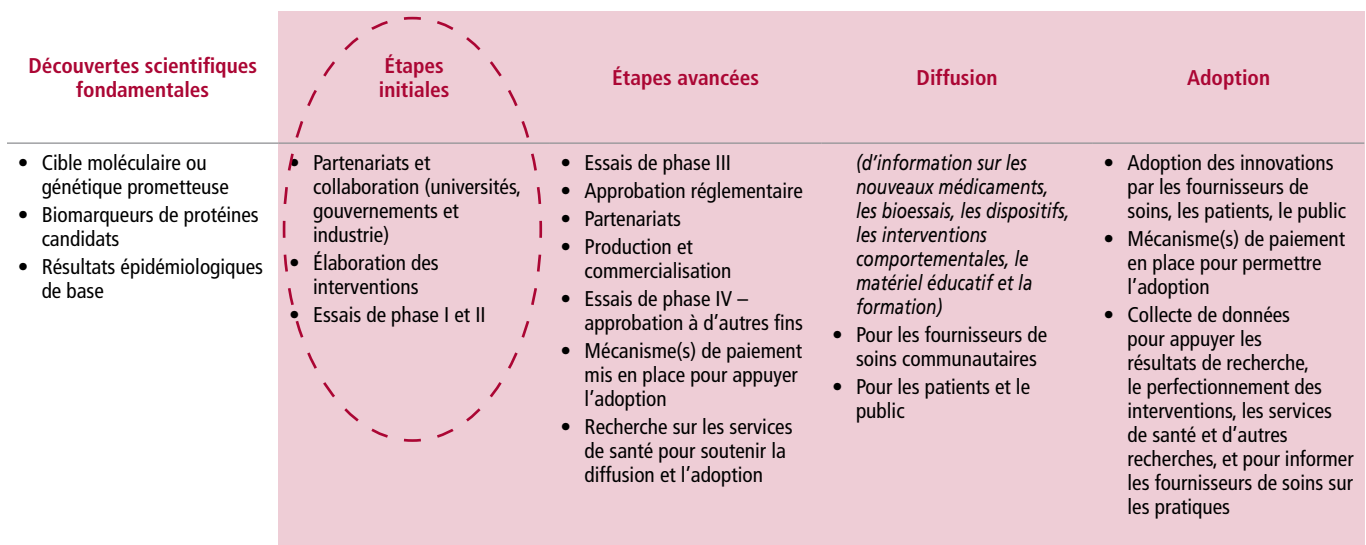 Découvertes scientifiques
fondamentales
• Cible moléculaire ou
génétique prometteuse
• Biomarqueurs de protéines
candidats
• Résultats épidémiologiques
de base
Étapes
initiales
• Partenariats et
collaboration (universités,
gouvernements et
industrie)
• Élaboration des
interventions
• Essais de phase I et II
Étapes avancées
• Essais de phase III
• Approbation réglementaire
• Partenariats
• Production et
commercialisation
• Essais de phase IV –
approbation à d'autres fins
• Mécanisme(s) de paiement
mis en place pour appuyer
l'adoption
• Recherche sur les services
de santé pour soutenir la
diffusion et l'adoption
Diffusion
(d'information sur les
nouveaux médicaments,
les bioessais, les dispositifs,
les interventions
comportementales, le
matériel éducatif et la
formation)
• Pour les fournisseurs de
soins communautaires
• Pour les patients et le
public
Adoption
• Adoption des innovations
par les fournisseurs de
soins, les patients, le public
• Mécanisme(s) de paiement
en place pour permettre
l'adoption
• Collecte de données
pour appuyer les
résultats de recherche,
le perfectionnement des
interventions, les services
de santé et d'autres
recherches, et pour informer
les fournisseurs de soins sur
les pratiques